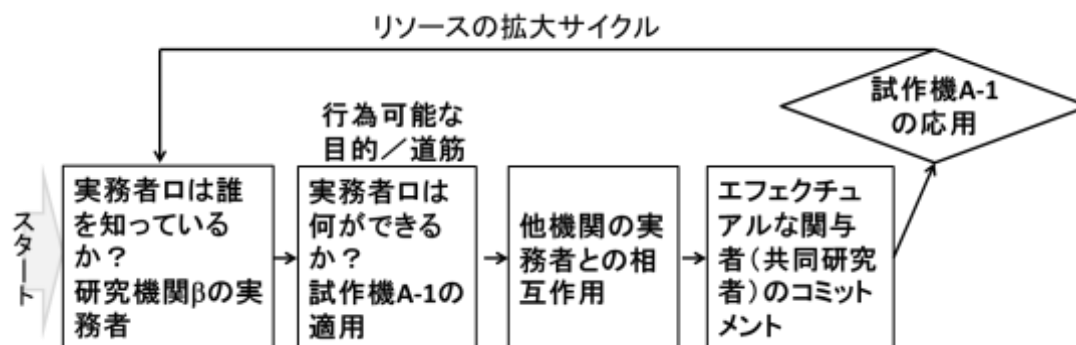 リソースの拡大サイクル
試作機A-1
の応用
行為可能な
目的／道筋
スタート
実務者ロは誰
を知っている
か？
研究機関βの実
務者
実務者ロは
何ができる
か？
試作機A-1の
適用
他機関の実
務者との相
互作用
エフェクチュ
アルな関与
者（共同研究
者）のコミット
メント